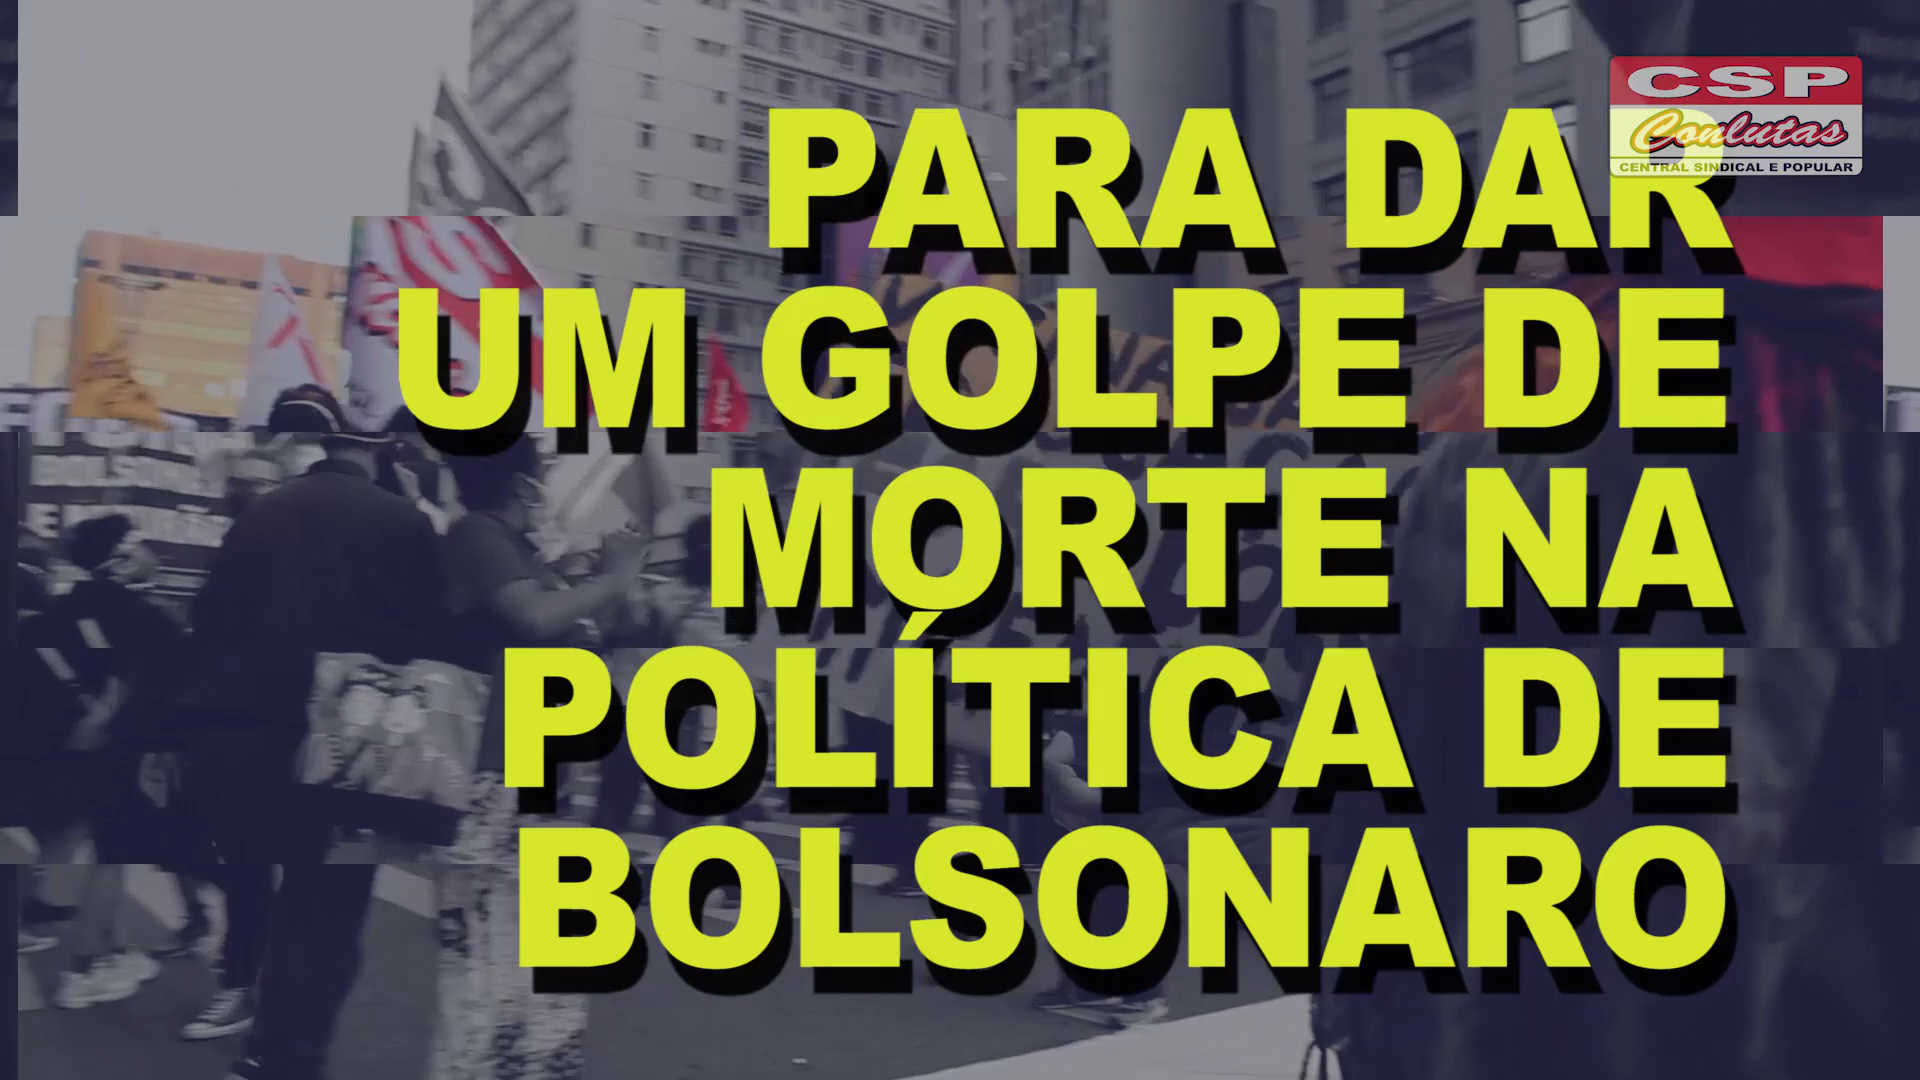 CSP
Conlutas
CENTRAL SINDICAL E POPULAR
PARA DAR
UM GOLPE DE
MORTE NA
POLÍTICA DE
BOLSONARO